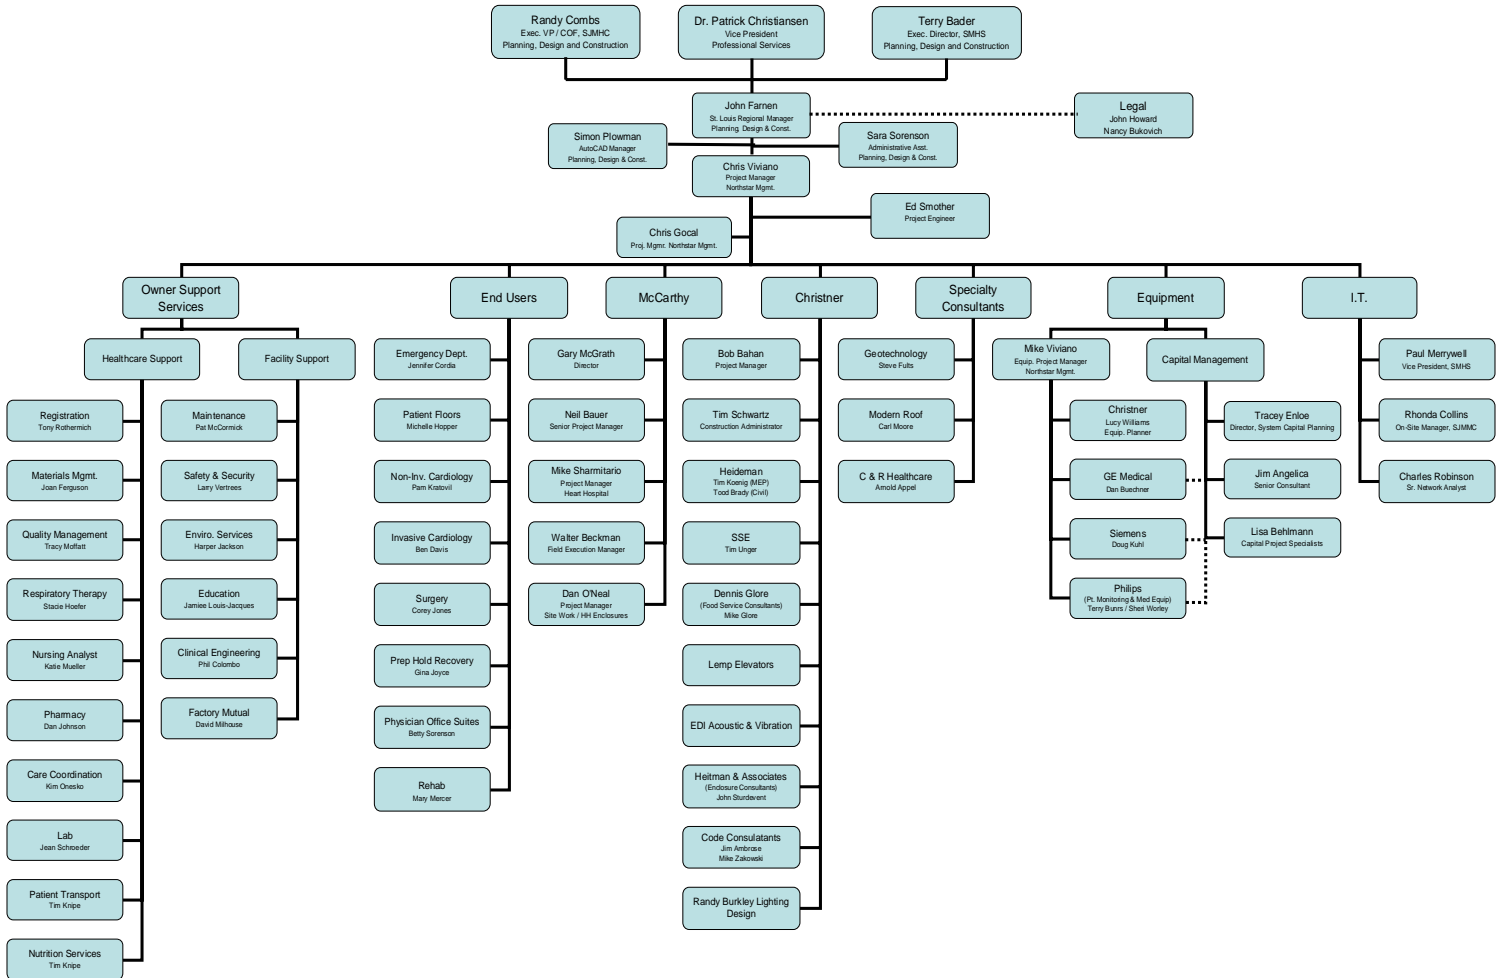 Randy Combs
Exec. VP / COF, SJMHC
Planning, Design and Construction
Dr. Patrick Christiansen
Vice President
Professional Services
Terry Bader
Exec. Director, SMHS
Planning, Design and Construction
John Farnen
St. Louis Regional Manager
Planning, Design & Const.
Legal
John Howard
Nancy Bukovich
Simon Plowman
AutoCAD Manager
Planning, Design & Const.
Sara Sorenson
Administrative Asst.
Planning, Design & Const.
Chris Viviano
Project Manager
Northstar Mgmt.
Ed Smother
Project Engineer
Chris Gocal
Proj. Mgmr. Northstar Mgmt.
Owner Support
Services
Healthcare Support
Registration
Tony Rothermich
Materials Mgmt.
Joan Ferguson
Quality Management
Tracy Moffatt
Respiratory Therapy
Stacie Hoefer
Nursing Analyst
Katie Mueller
Pharmacy
Dan Johnson
Care Coordination
Kim Onesko
Lab
Jean Schroeder
Patient Transport
Tim Knipe
Nutrition Services
Tim Knipe
Facility Support
Maintenance
Pat McCormick
Safety & Security
Larry Vertrees
Enviro. Services
Harper Jackson
Education
Jamiee Louis-Jacques
Clinical Engineering
Phil Colombo
Factory Mutual
David Milhouse
End Users
Emergency Dept.
Jennifer Cordia
Patient Floors
Michelle Hopper
Non-Inv. Cardiology
Pam Kratovil
Invasive Cardiology
Ben Davis
Surgery
Corey Jones
Prep Hold Recovery
Gina Joyce
Physician Office Suites
Betty Sorenson
Rehab
Mary Mercer
McCarthy
Gary McGrath
Director
Neil Bauer
Senior Project Manager
Mike Sharmitario
Project Manager
Heart Hospital
Walter Beckman
Field Execution Manager
Dan O'Neal
Project Manager
Site Work / HH Enclosures
Christner
Bob Bahan
Project Manager
Tim Schwartz
Construction Administrator
Heideman
Tim Koenig (MEP)
Tood Brady (Civil)
SSE
Tim Unger
Dennis Glore
(Food Service Consultants)
Mike Glore
Lemp Elevators
EDI Acoustic & Vibration
Heitman & Associates
(Enclosure Consultants)
John Sturdevent
Code Consulatants
Jim Ambrose
Mike Zakowski
Randy Burkley Lighting
Design
Specialty
Consultants
Geotechnology
Steve Fults
Modern Roof
Carl Moore
C & R Healthcare
Arnold Appel
Equipment
Mike Viviano
Equip. Project Manager
Northstar Mgmt.
Christner
Lucy Williams
Equip. Planner
GE Medical
Dan Buechner
Siemens
Doug Kuhl
Philips
(Pt. Monitoring & Med Equip)
Terry Bunrs / Sheri Worley
Capital Management
Tracey Enloe
Director, System Capital Planning
Jim Angelica
Senior Consultant
Lisa Behlmann
Capital Project Specialists
I.T.
Paul Merrywell
Vice President, SMHS
Rhonda Collins
On-Site Manager, SJMMC
Charles Robinson
Sr. Network Analyst